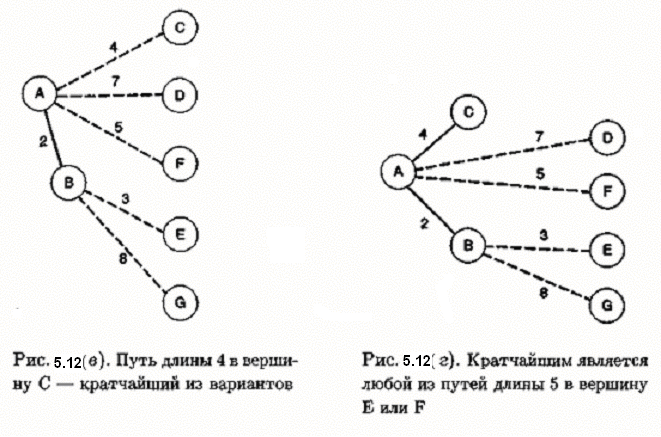 C
4
A
7
D
5
F
2
B
3
E
8
G
Рис. 5.12(в). Путь длины 4 в верши-
ну C — кратчайший из вариантов
C
4
7
D
A
5
F
2
B
3
E
8
G
Рис. 5.12(г). Кратчайшим является
любой из путей длины 5 в вершину
E или F